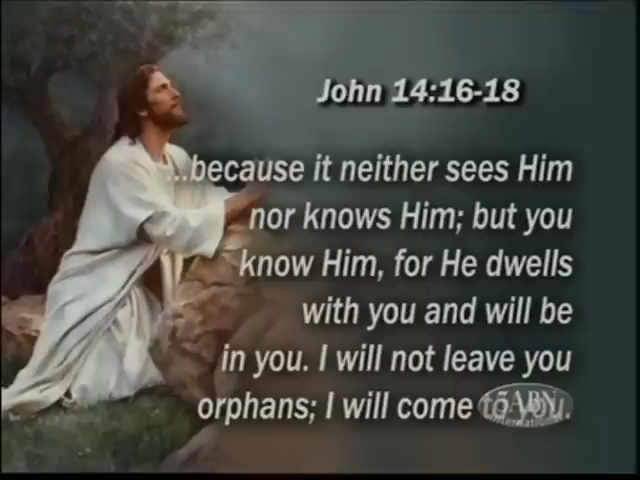 John 14:16-18
...because it neither sees Him
nor knows Him; but you
know Him, for He dwells
with you and will be
in you. I will not leave you
orphans; I will come to you.
3ABN
International